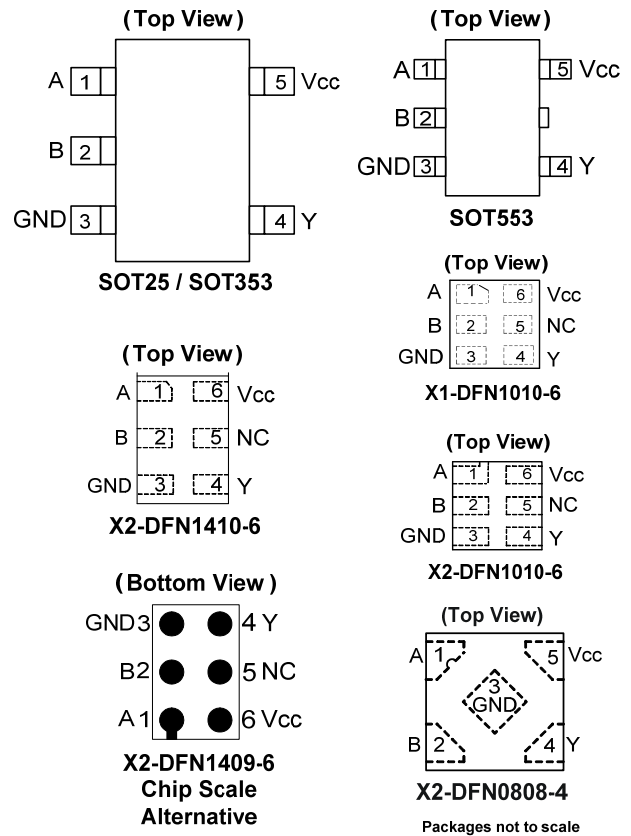 (Top View)
A 1 5 Vcc
B 2
GND 3 4 Y
SOT25 / SOT353
(Top View)
A 1 5 Vcc
B 2
GND 3 4 Y
SOT553
(Top View)
A 1 6 Vcc
B 2 5 NC
GND 3 4 Y
X1-DFN1010-6
(Top View)
A 1 6 Vcc
B 2 5 NC
GND 3 4 Y
X2-DFN1410-6
(Top View)
A 1 6 Vcc
B 2 5 NC
GND 3 4 Y
X2-DFN1010-6
(Bottom View)
GND 3 4 Y
B 2 5 NC
A 1 6 Vcc
X2-DFN1409-6
Chip Scale
Alternative
(Top View)
A 1 5 Vcc
3
GND
B 2 4 Y
X2-DFN0808-4
Packages not to scale